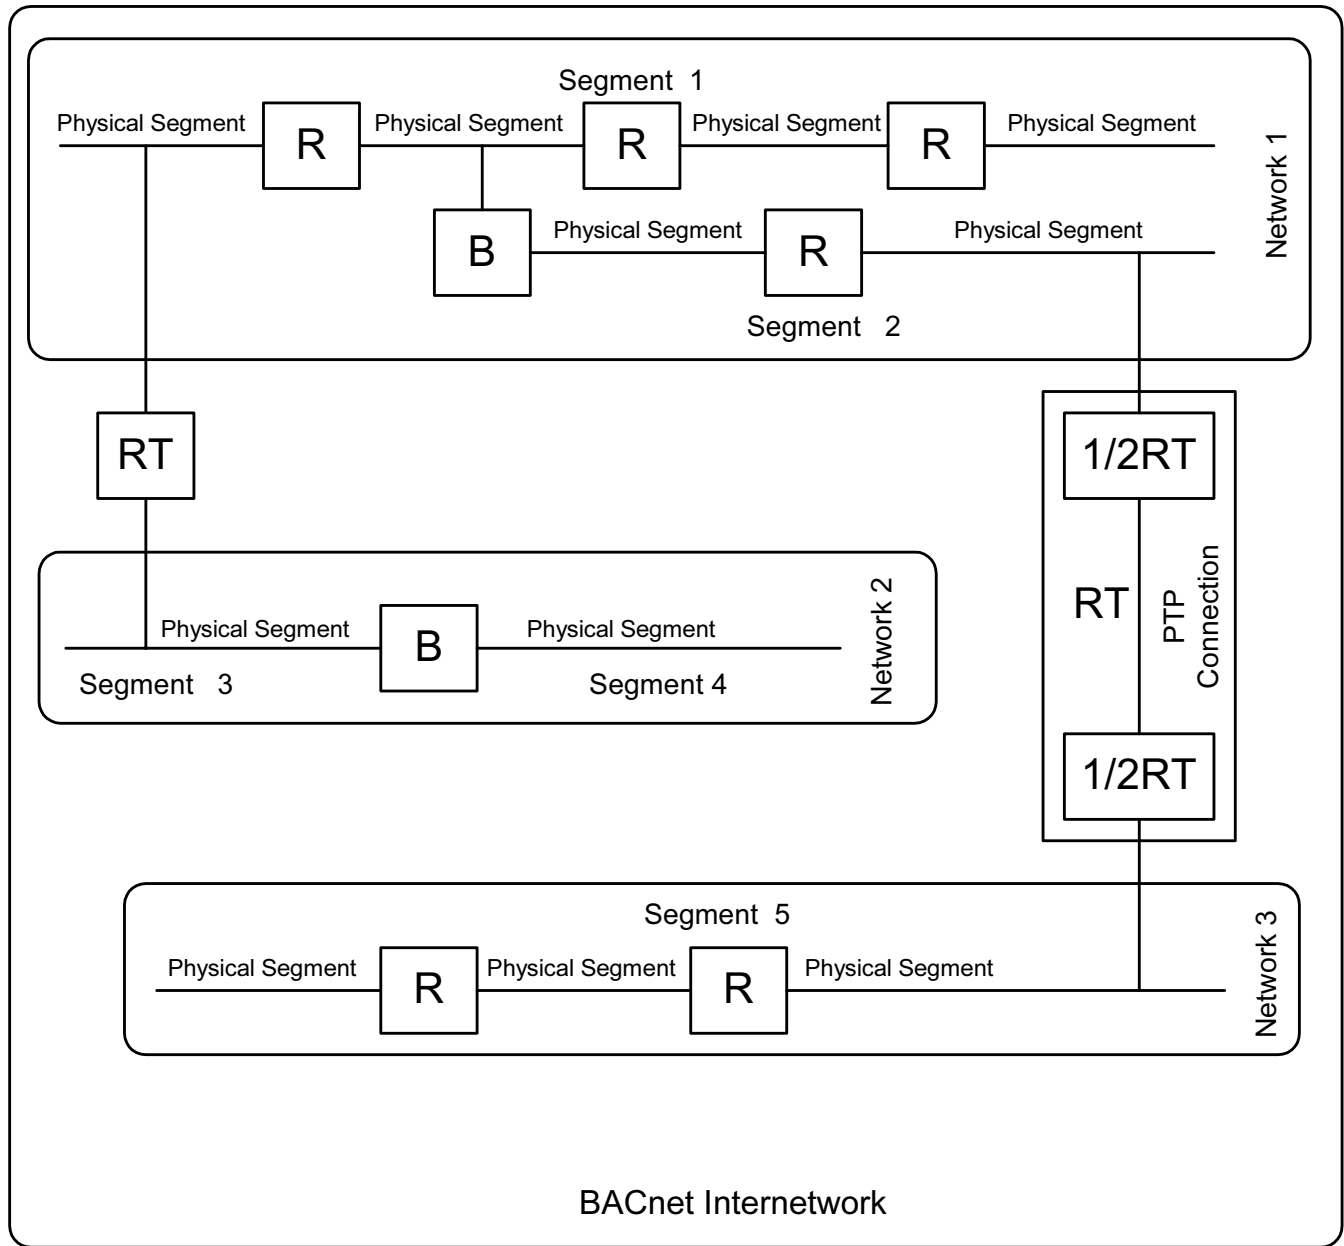 Segment 1
Physical Segment
R
Physical Segment
R
Physical Segment
R
Physical Segment
Network 1
B
Physical Segment
R
Physical Segment
Segment 2
RT
1/2RT
RT
PTP
Connection
1/2RT
Physical Segment
B
Physical Segment
Segment 3
Segment 4
Network 2
Segment 5
Physical Segment
R
Physical Segment
R
Physical Segment
Network 3
BACnet Internetwork